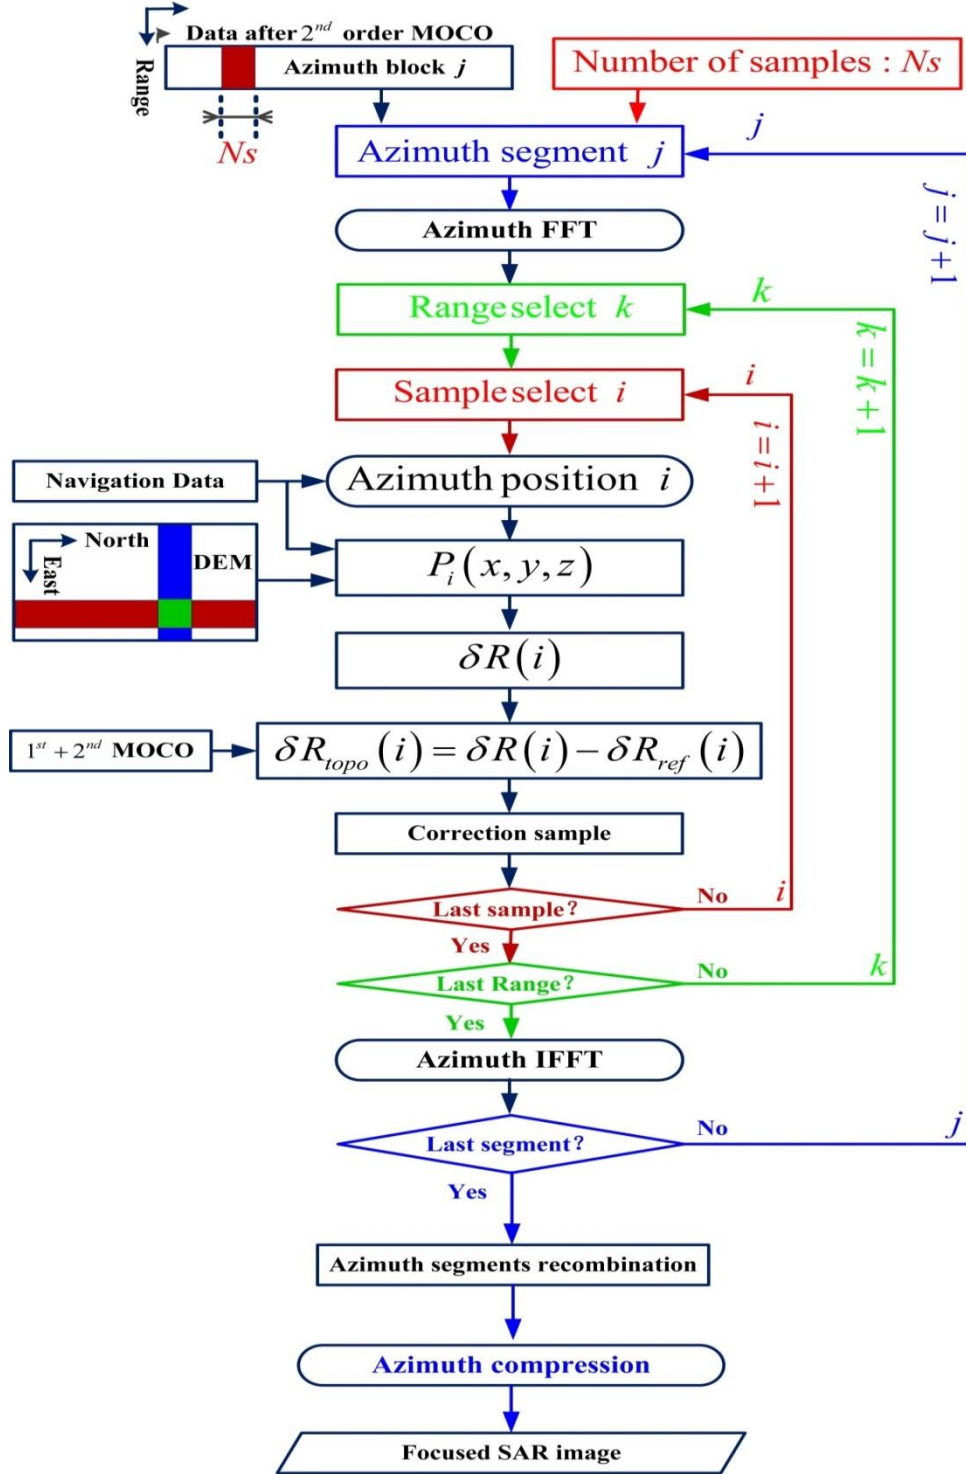 Data after 2nd order MOCO
Range
Azimuth block j
Number of samples : Ns
Ns
Azimuth segment j
j
j = j + 1
Azimuth FFT
Range select k
k
k = k + 1
Sample select i
i
i = i + 1
Navigation Data
Azimuth position i
North
East
DEM
P_i(x, y, z)
δR(i)
1st + 2nd MOCO
δR_topo(i) = δR(i) − δR_ref(i)
Correction sample
Last sample?
No
i
Yes
Last Range?
No
k
Yes
Azimuth IFFT
Last segment?
No
j
Yes
Azimuth segments recombination
Azimuth compression
Focused SAR image